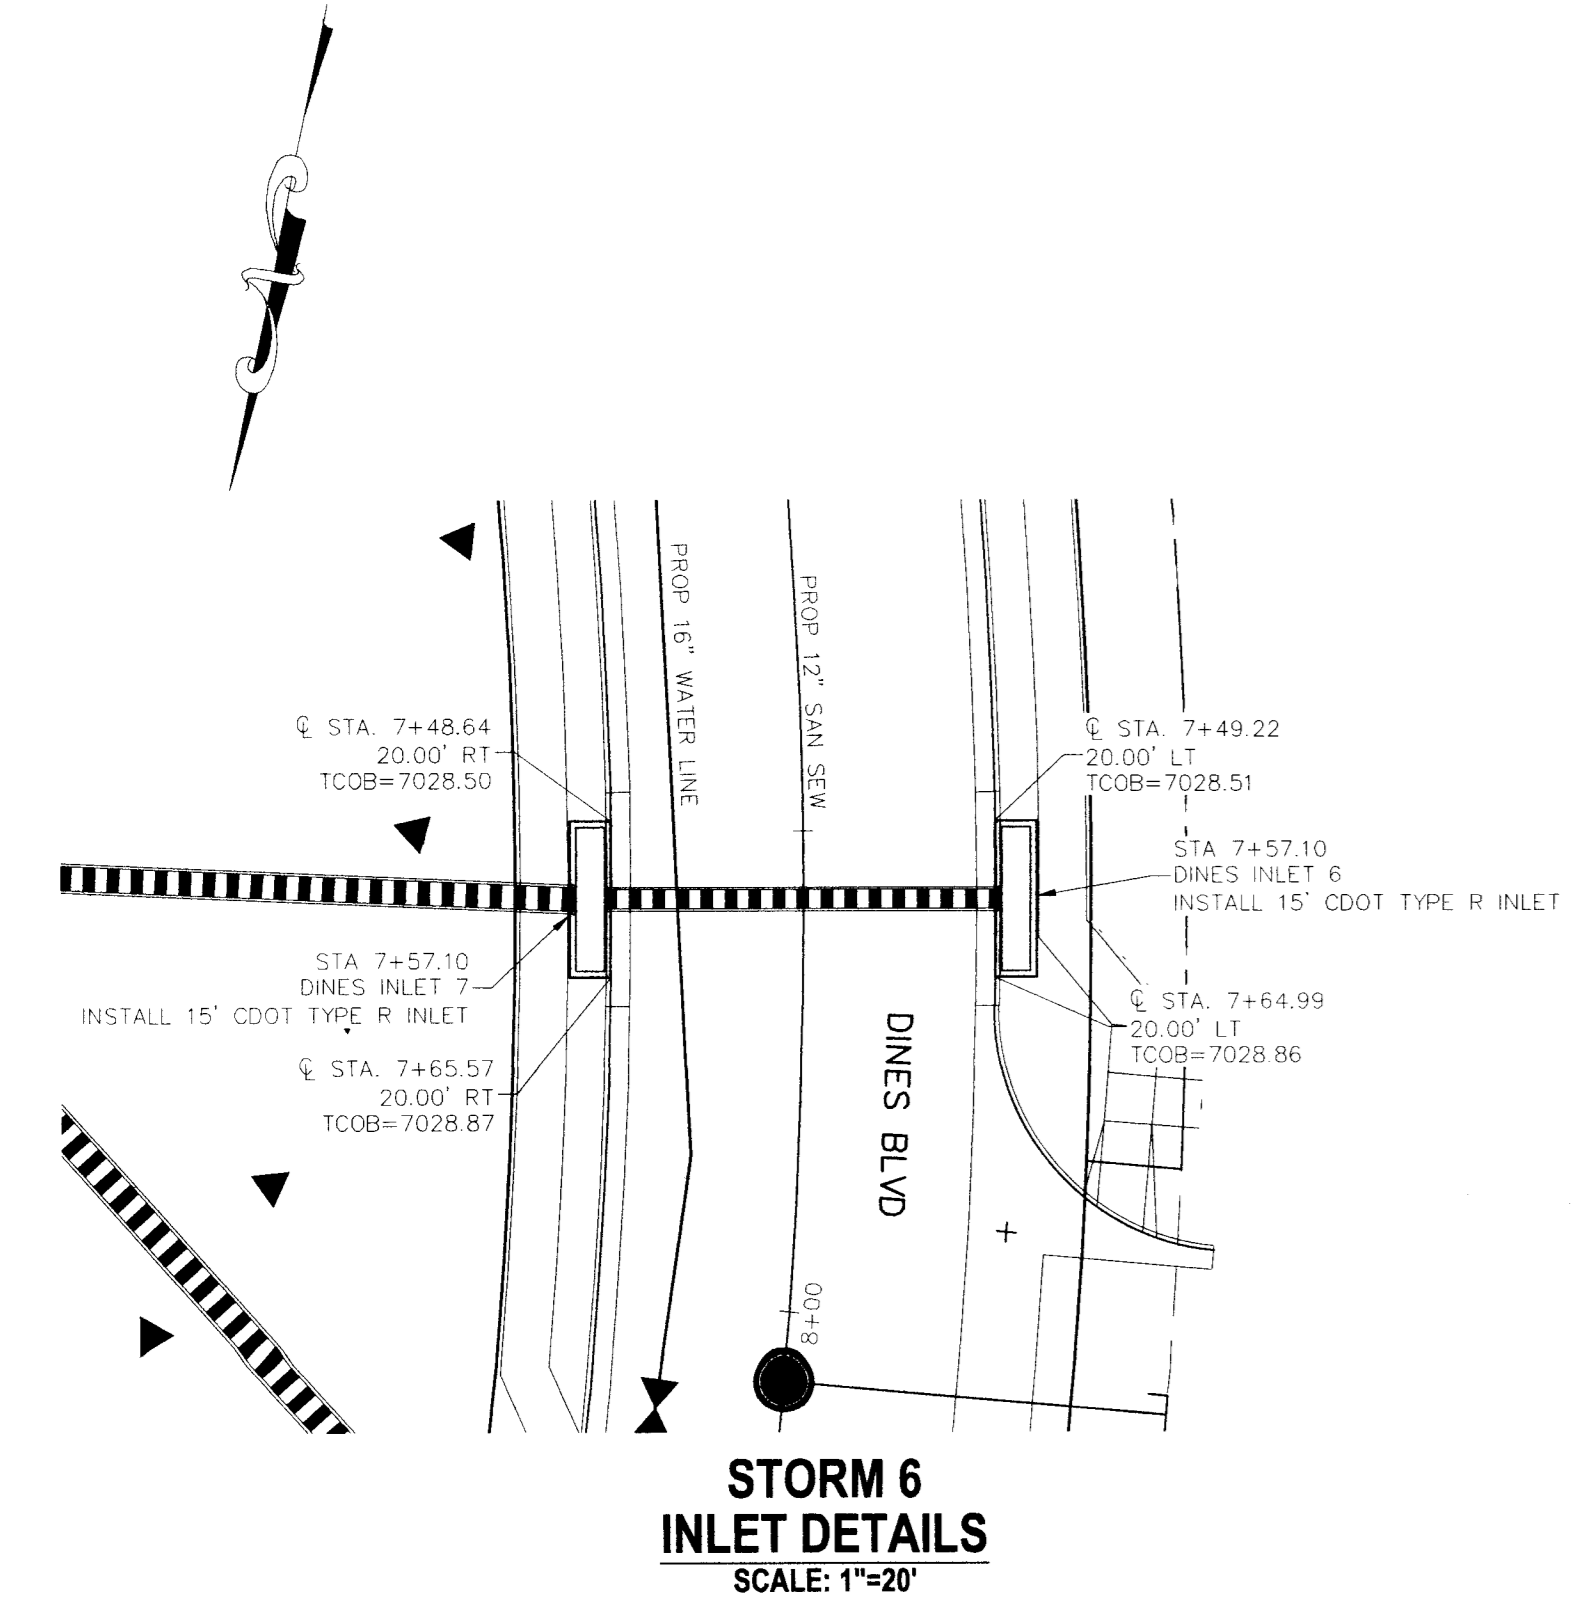 PROP 16" WATER LINE
PROP 12" SAN SEW
℄ STA. 7+48.64
20.00' RT
TCOB=7028.50
℄ STA. 7+49.22
20.00' LT
TCOB=7028.51
STA 7+57.10
DINES INLET 6
INSTALL 15' CDOT TYPE R INLET
STA 7+57.10
DINES INLET 7
INSTALL 15' CDOT TYPE R INLET
℄ STA. 7+64.99
20.00' LT
TCOB=7028.86
℄ STA. 7+65.57
20.00' RT
TCOB=7028.87
DINES BLVD
8+00
STORM 6
INLET DETAILS
SCALE: 1"=20'